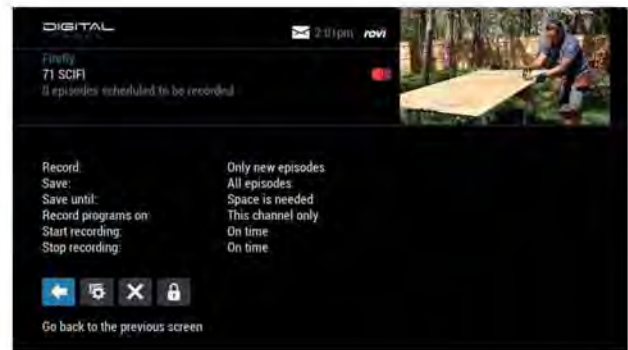 DIGITAL
2:01pm rovi
Firefly
71 SCIFI
0 episodes scheduled to be recorded
Record: Only new episodes
Save: All episodes
Save until: Space is needed
Record programs on: This channel only
Start recording: On time
Stop recording: On time
Go back to the previous screen